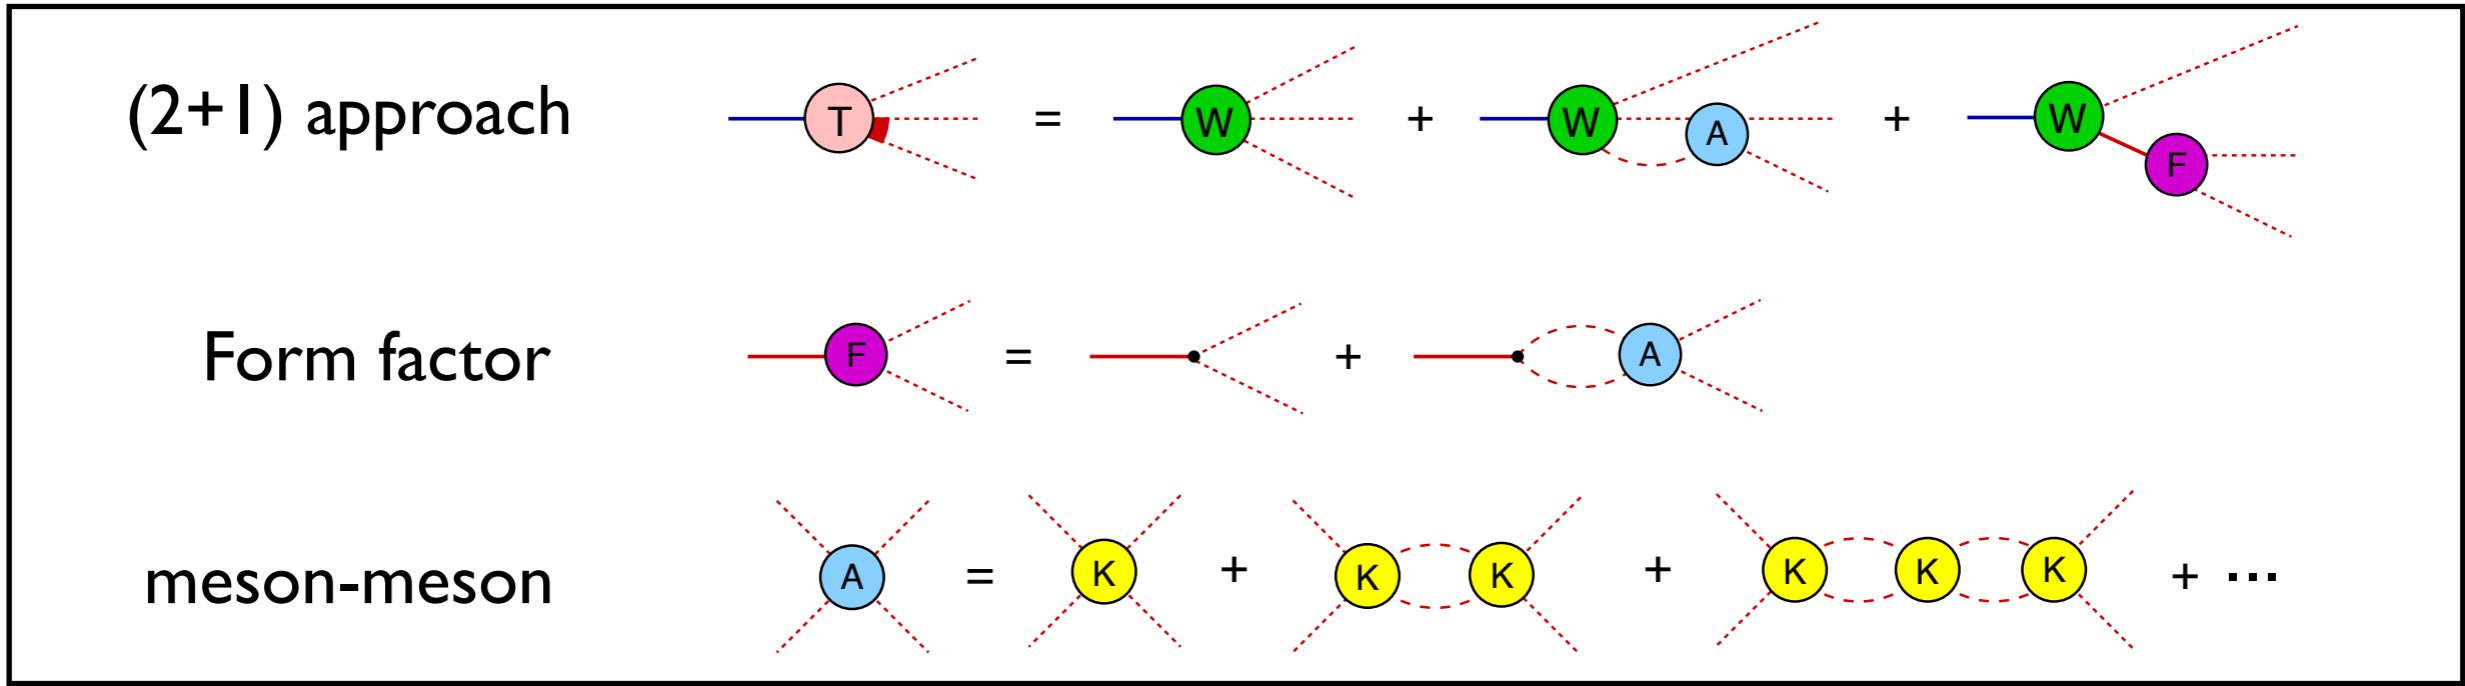 (2+1) approach T = W + W A + W F
Form factor F = + A
meson-meson A = K + K K + K K K + ...